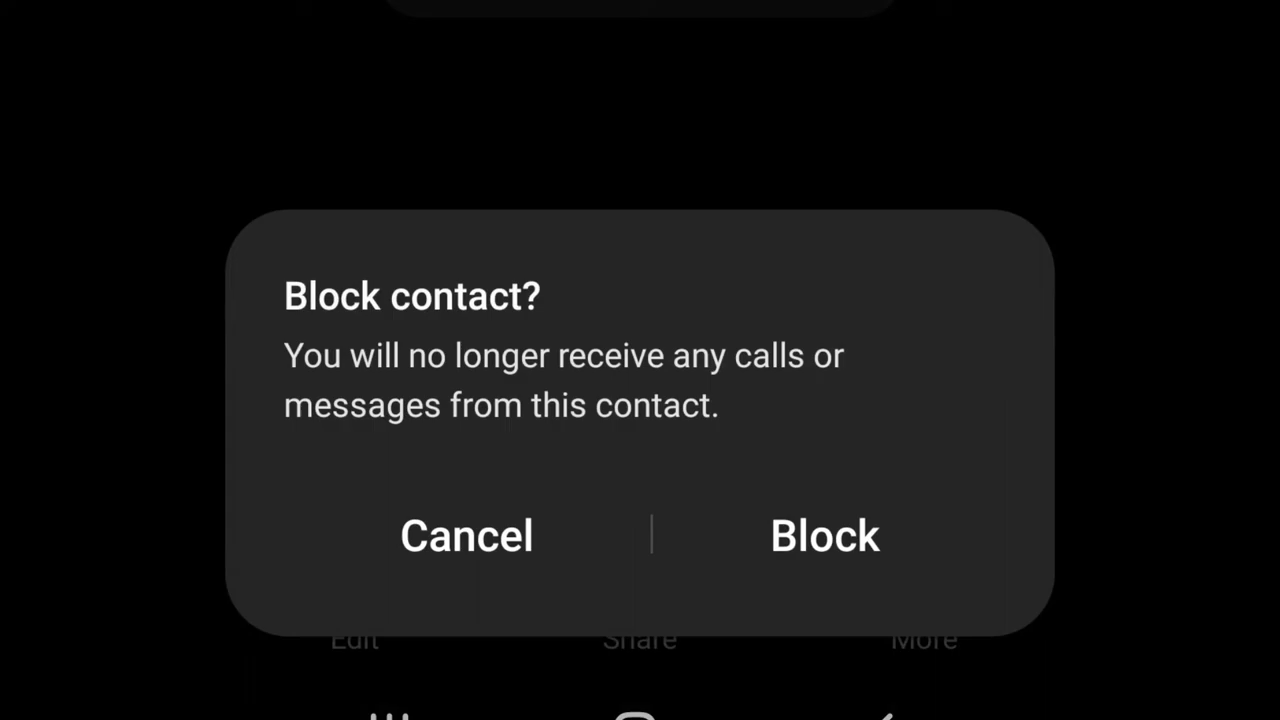 Block contact?
You will no longer receive any calls or
messages from this contact.
Cancel
Block
Edit
Share
More